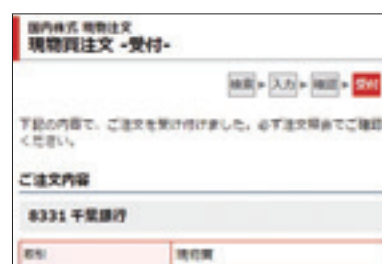 国内株式 現物注文
現物買注文 -受付-
検索 ▶ 入力 ▶ 確認 ▶ 受付
下記の内容で、ご注文を受け付けました。必ず注文照会でご確認
ください。
ご注文内容
8331 千葉銀行
取引 現物買